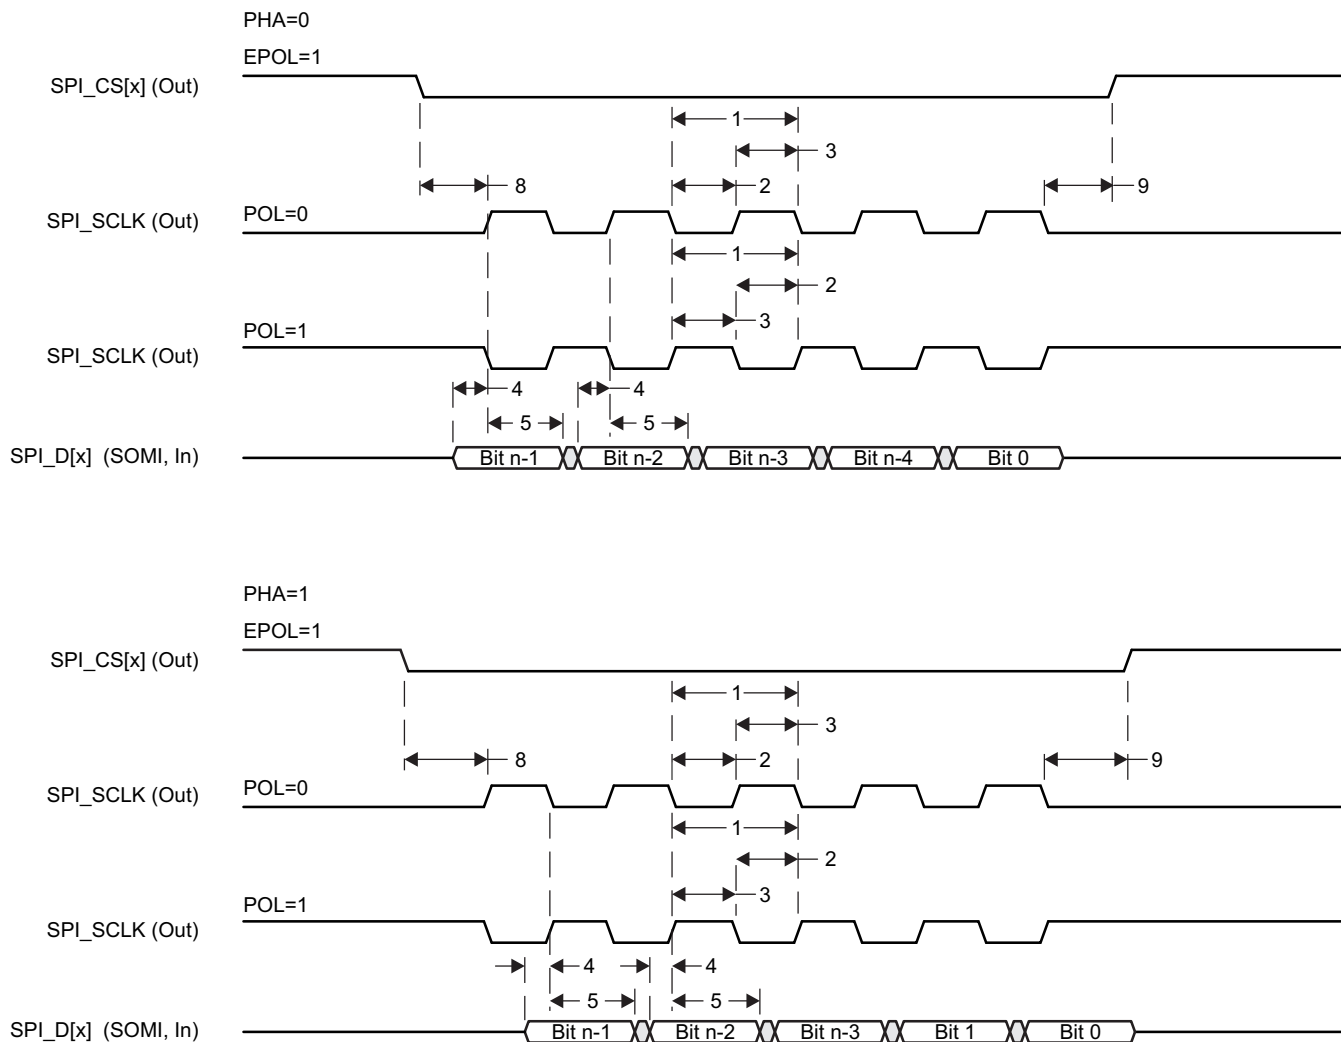 PHA=0
EPOL=1
SPI_CS[x] (Out)
1
3
8
2
9
SPI_SCLK (Out)
POL=0
1
2
3
POL=1
SPI_SCLK (Out)
4
4
5
5
SPI_D[x] (SOMI, In)
Bit n-1
Bit n-2
Bit n-3
Bit n-4
Bit 0
PHA=1
EPOL=1
SPI_CS[x] (Out)
1
3
8
2
9
SPI_SCLK (Out)
POL=0
1
2
3
POL=1
SPI_SCLK (Out)
4
4
5
5
SPI_D[x] (SOMI, In)
Bit n-1
Bit n-2
Bit n-3
Bit 1
Bit 0